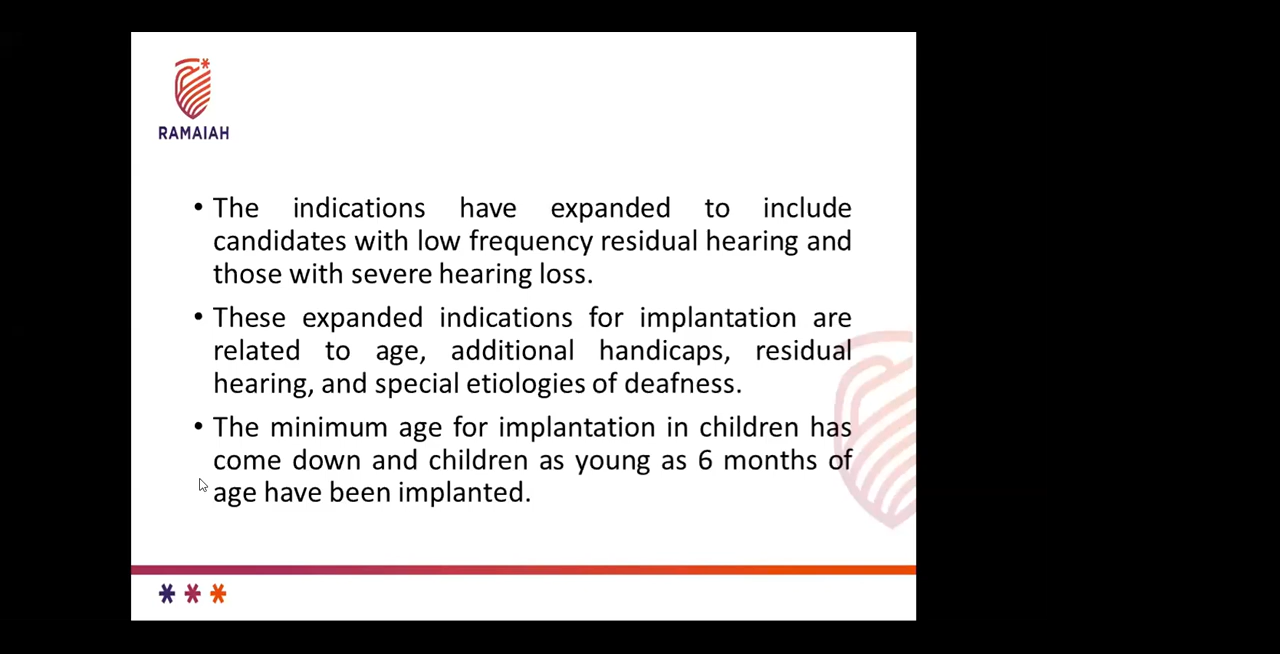 RAMAIAH
• The indications have expanded to include
candidates with low frequency residual hearing and
those with severe hearing loss.
• These expanded indications for implantation are
related to age, additional handicaps, residual
hearing, and special etiologies of deafness.
• The minimum age for implantation in children has
come down and children as young as 6 months of
age have been implanted.